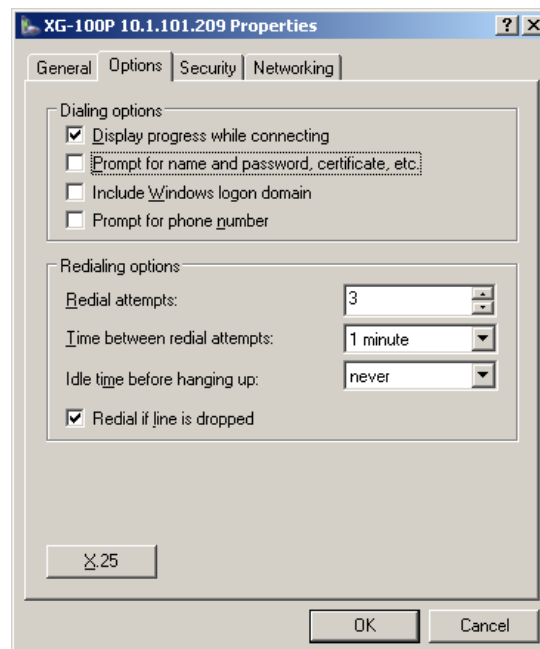 XG-100P 10.1.101.209 Properties
General Options Security Networking
Dialing options
Display progress while connecting
Prompt for name and password, certificate, etc.
Include Windows logon domain
Prompt for phone number
Redialing options
Redial attempts: 3
Time between redial attempts: 1 minute
Idle time before hanging up: never
Redial if line is dropped
X.25
OK Cancel